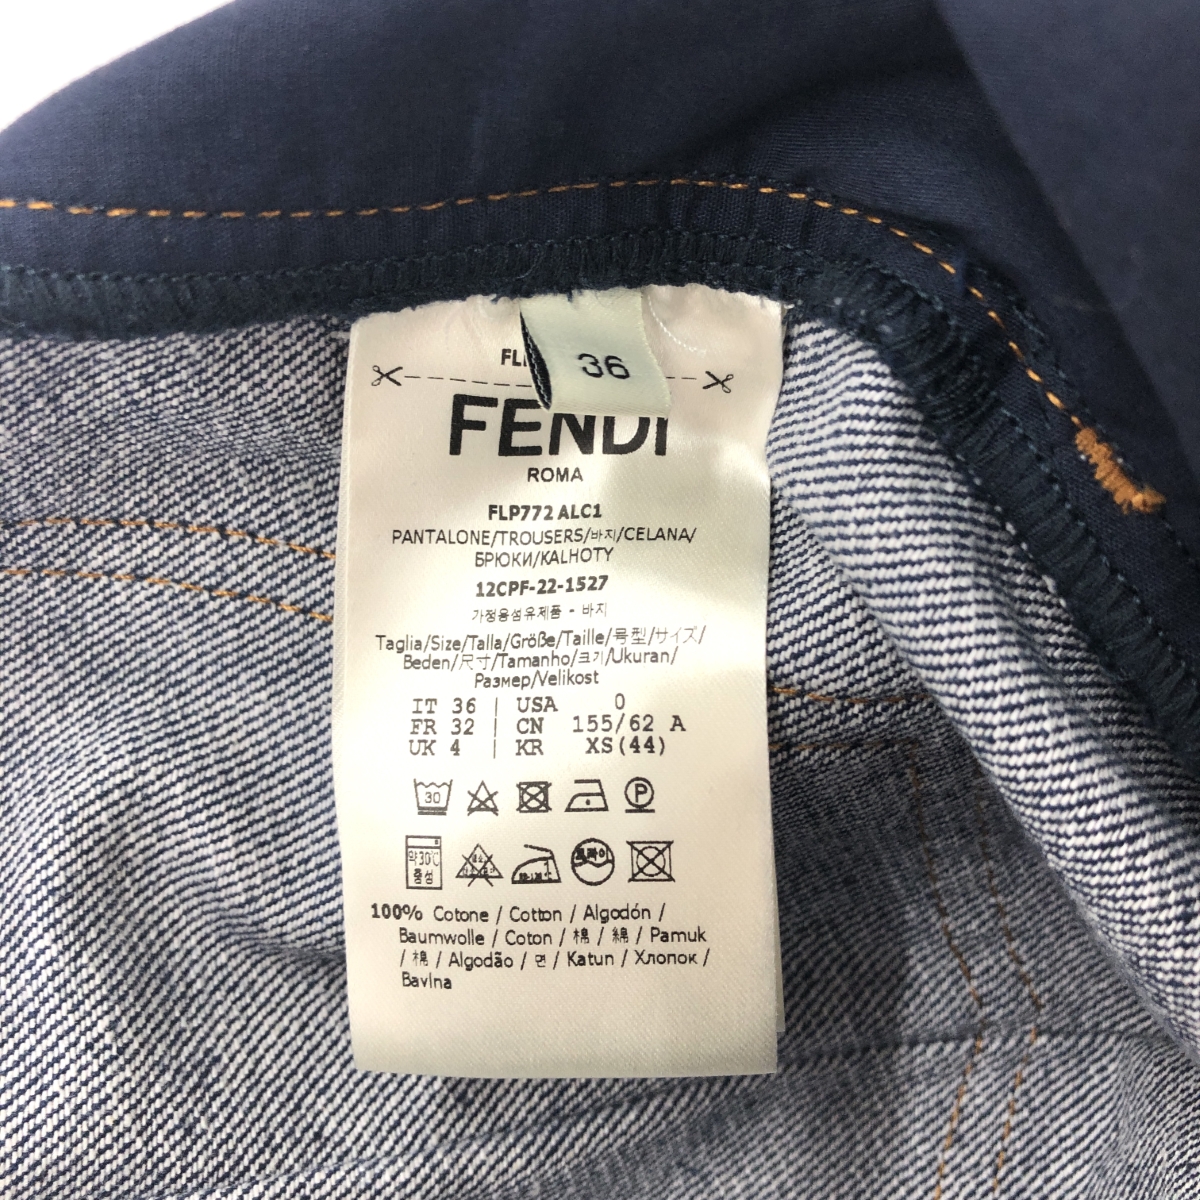 36
FENDI
ROMA
FLP772 ALC1
PANTALONE/TROUSERS/바지/CELANA/
БРЮКИ/KALHOTY
12CPF-22-1527
가정용섬유제품 - 바지
Taglia/Size/Talla/Größe/Taille/号型/サイズ/
Beden/尺寸/Tamanho/크기/Ukuran/
Размер/Velikost
IT 36 | USA 0
FR 32 | CN 155/62 A
UK 4 | KR XS(44)
30 P
약30℃
중성
100% Cotone / Cotton / Algodón /
Baumwolle / Coton / 棉 / 綿 / Pamuk
/ 棉 / Algodão / 면 / Katun / Хлопок /
Bavlna